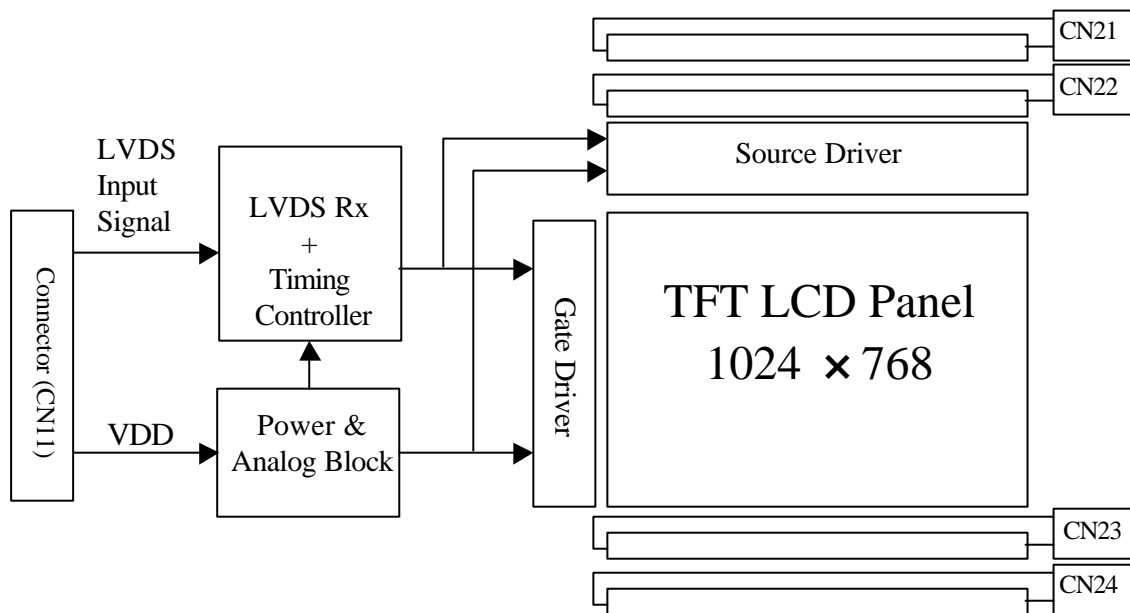 CN21
CN22
LVDS
Input
Signal
Source Driver
LVDS Rx
+
Timing
Controller
Connector (CN11)
Gate Driver
TFT LCD Panel
1024 × 768
VDD
Power &
Analog Block
CN23
CN24